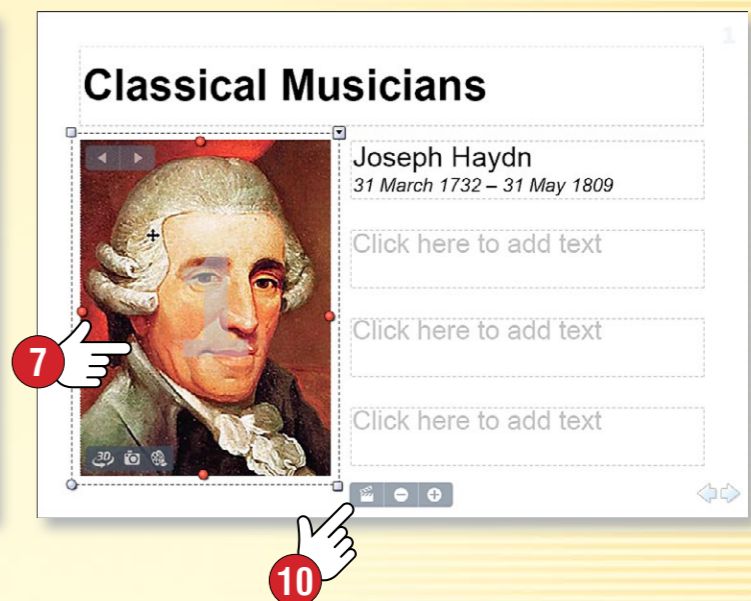 1
Classical Musicians
Joseph Haydn
31 March 1732 – 31 May 1809
1
Click here to add text
Click here to add text
Click here to add text
3D
7
10